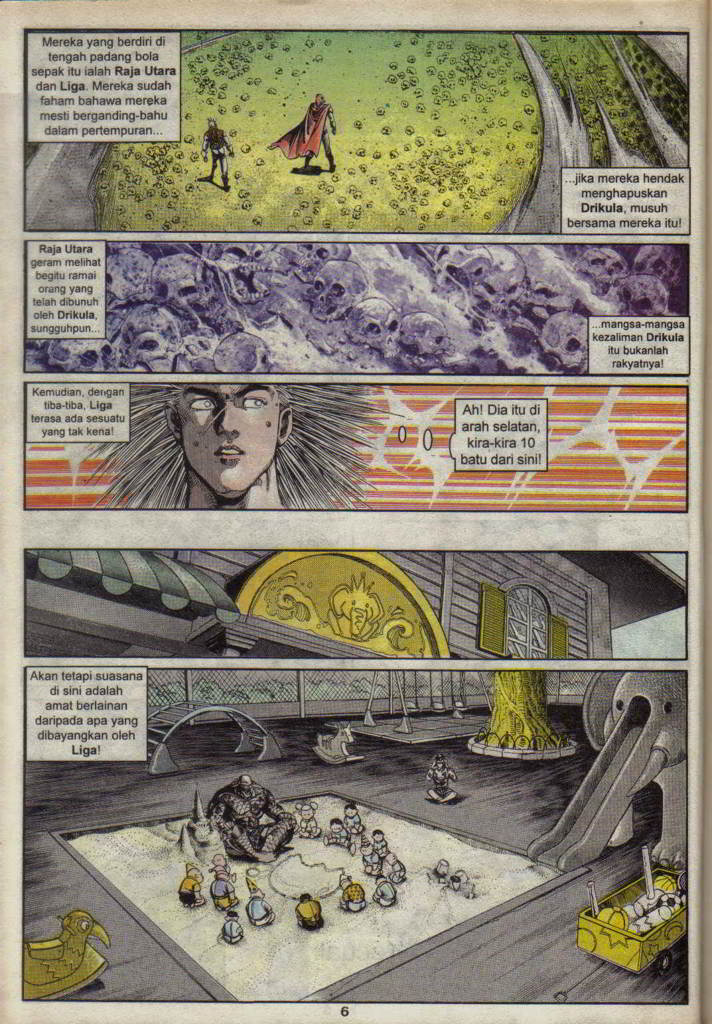 Mereka yang berdiri di
tengah padang bola
sepak itu ialah Raja Utara
dan Liga. Mereka sudah
faham bahawa mereka
mesti berganding-bahu
dalam pertempuran...
...jika mereka hendak
menghapuskan
Drikula, musuh
bersama mereka itu!
Raja Utara
geram melihat
begitu ramai
orang yang
telah dibunuh
oleh Drikula,
sungguhpun...
...mangsa-mangsa
kezaliman Drikula
itu bukanlah
rakyatnya!
Kemudian, dengan
tiba-tiba, Liga
terasa ada sesuatu
yang tak kena!
Ah! Dia itu di
arah selatan,
kira-kira 10
batu dari sini!
Akan tetapi suasana
di sini adalah
amat berlainan
daripada apa yang
dibayangkan oleh
Liga!
6